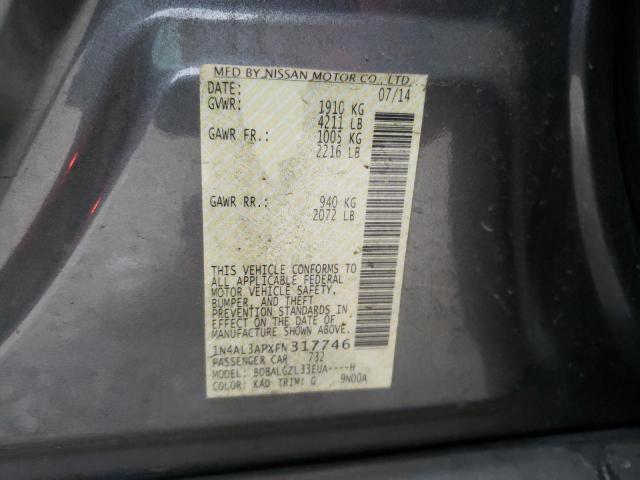 MFD BY NISSAN MOTOR CO., LTD.
DATE: 07/14
GVWR: 1910 KG
4211 LB
GAWR FR.: 1005 KG
2216 LB
GAWR RR.: 940 KG
2072 LB
THIS VEHICLE CONFORMS TO
ALL APPLICABLE FEDERAL
MOTOR VEHICLE SAFETY,
BUMPER, AND THEFT
PREVENTION STANDARDS IN
EFFECT ON THE DATE OF
MANUFACTURE SHOWN ABOVE.
1N4AL3APXFN317746
PASSENGER CAR 732
MODEL: BDBALGZL33EUA----H
COLOR: KAD TRIM: G 9N00A